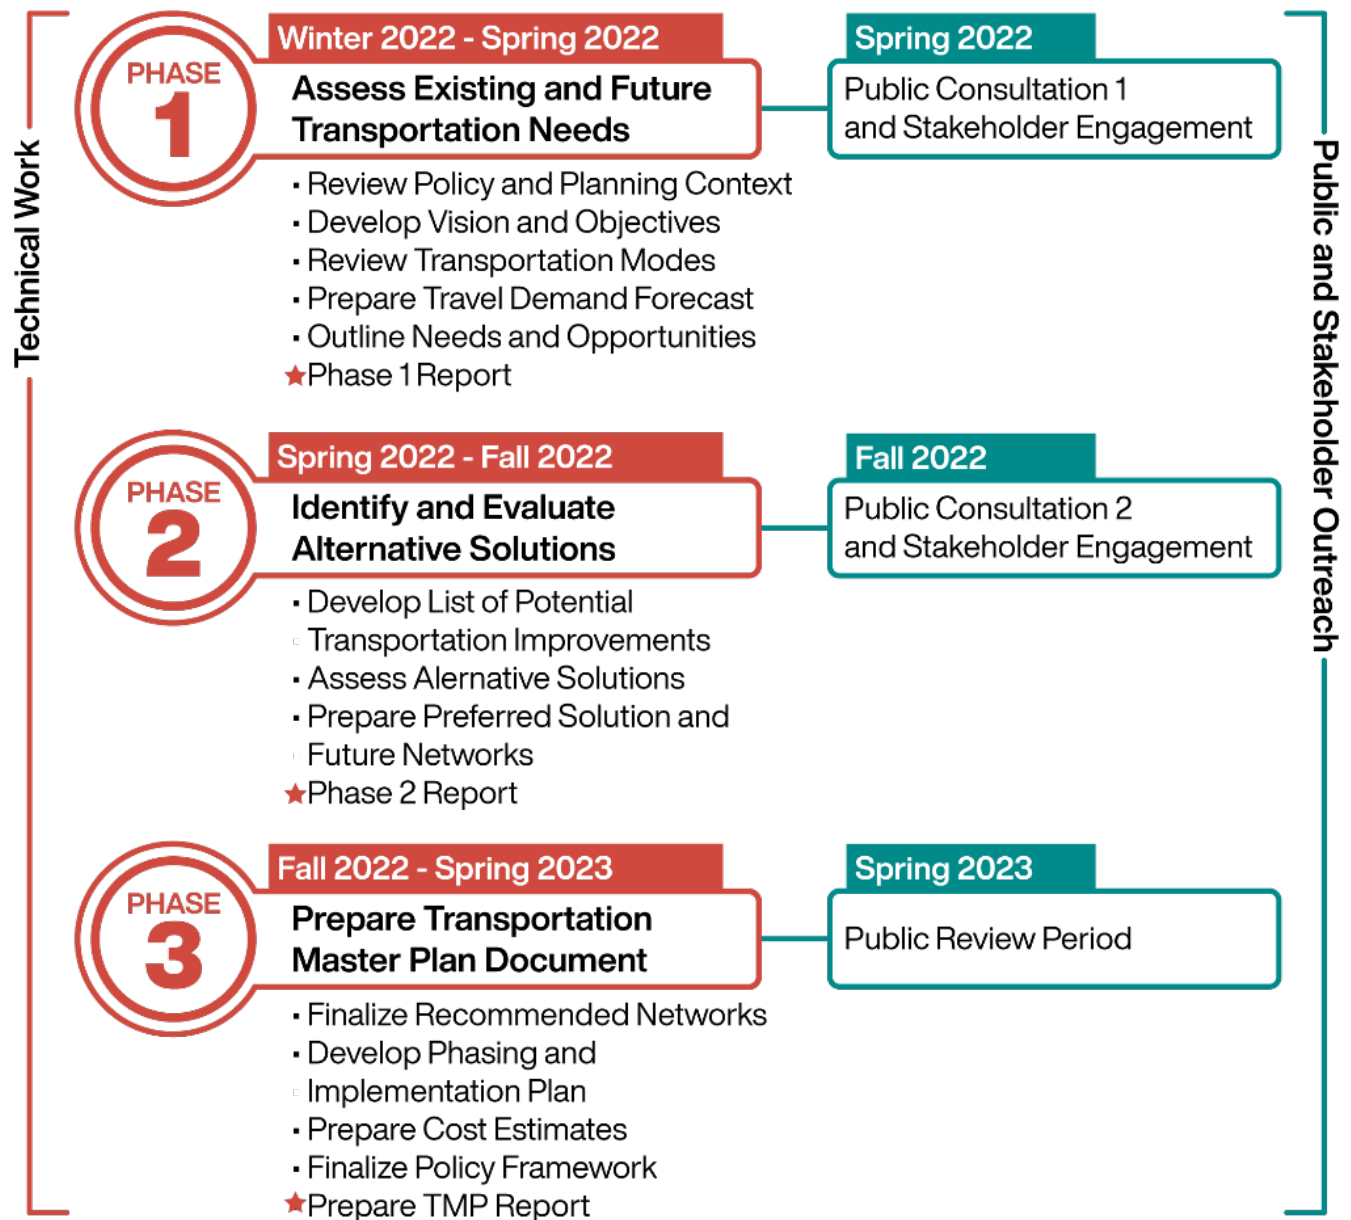 Technical Work
PHASE
1
Winter 2022 - Spring 2022
Assess Existing and Future
Transportation Needs
Spring 2022
Public Consultation 1
and Stakeholder Engagement
· Review Policy and Planning Context
· Develop Vision and Objectives
· Review Transportation Modes
· Prepare Travel Demand Forecast
· Outline Needs and Opportunities
★Phase 1 Report
PHASE
2
Spring 2022 - Fall 2022
Identify and Evaluate
Alternative Solutions
Fall 2022
Public Consultation 2
and Stakeholder Engagement
· Develop List of Potential
Transportation Improvements
· Assess Alernative Solutions
· Prepare Preferred Solution and
Future Networks
★Phase 2 Report
PHASE
3
Fall 2022 - Spring 2023
Prepare Transportation
Master Plan Document
Spring 2023
Public Review Period
· Finalize Recommended Networks
· Develop Phasing and
Implementation Plan
· Prepare Cost Estimates
· Finalize Policy Framework
★Prepare TMP Report
Public and Stakeholder Outreach